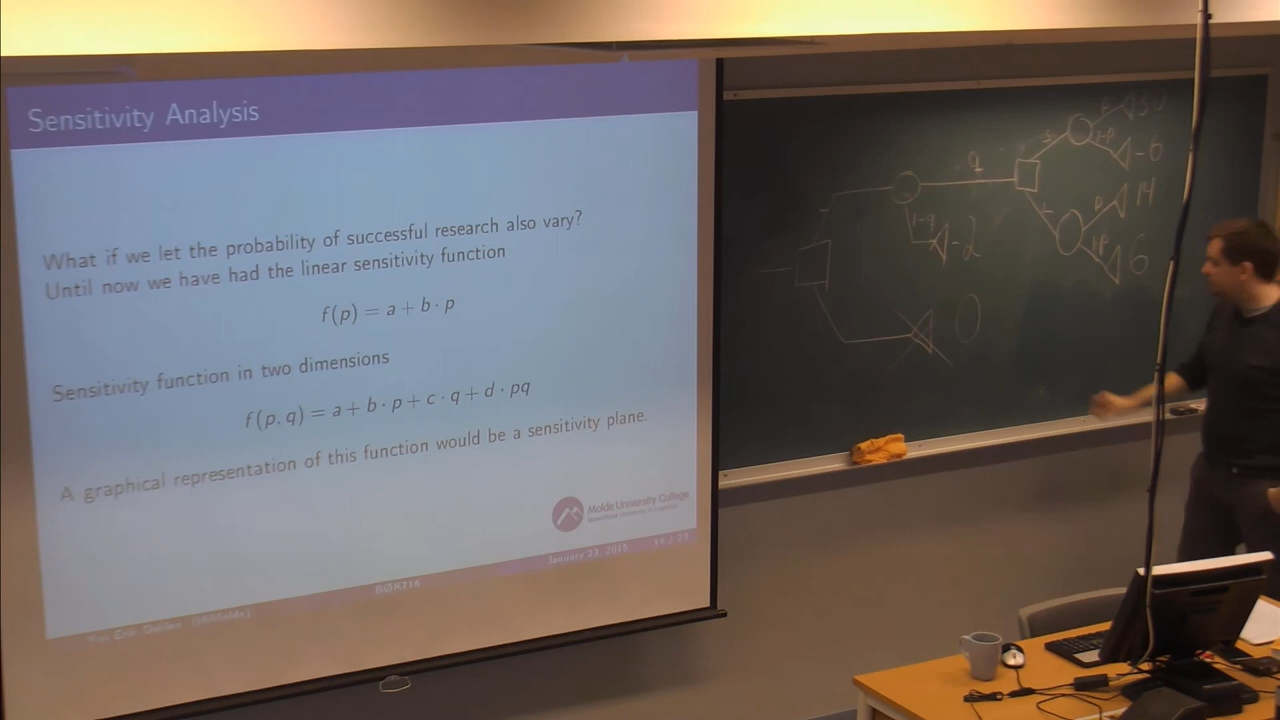 Sensitivity Analysis
What if we let the probability of successful research also vary?
Until now we have had the linear sensitivity function
f(p) = a + b · p
Sensitivity function in two dimensions
f(p.q) = a + b · p + c · q + d · pq
A graphical representation of this function would be a sensitivity plane.
Molde University College
BØK716
January 23, 2015
14 / 23
q
1-q
-2
0
S
1-p
-6
p
14
1-p
6